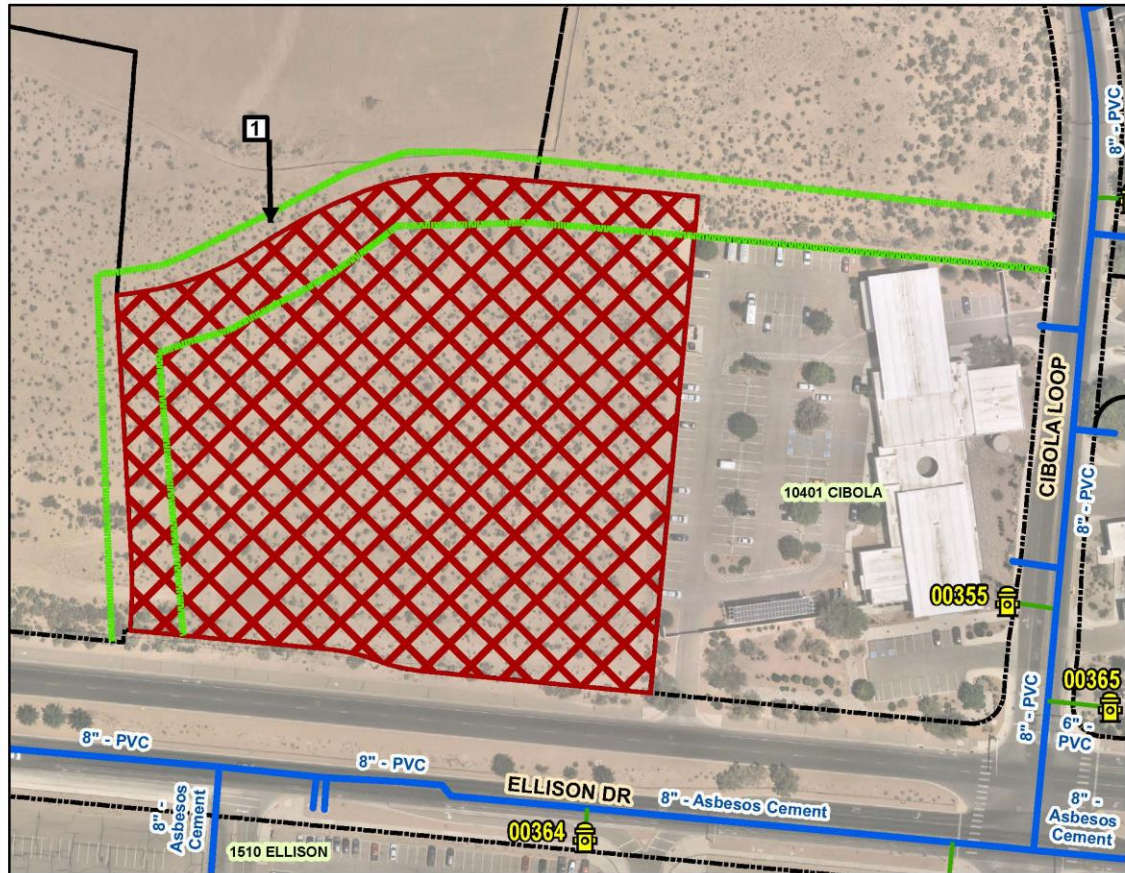 1
8" - PVC
10401 CIBOLA
CIBOLA LOOP
8" - PVC
00355
00365
8" - PVC
6" -
PVC
8" - PVC
8" - PVC
ELLISON DR
8" - Asbesos Cement
8" -
Asbesos
Cement
8" -
Asbesos
Cement
00364
1510 ELLISON